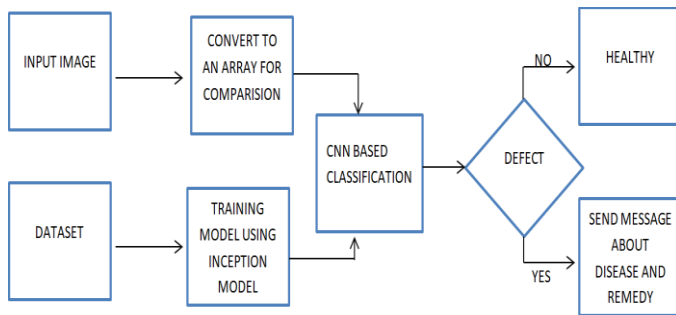 INPUT IMAGE
CONVERT TO
AN ARRAY FOR
COMPARISION
CNN BASED
CLASSIFICATION
DEFECT
NO
HEALTHY
DATASET
TRAINING
MODEL USING
INCEPTION
MODEL
YES
SEND MESSAGE
ABOUT
DISEASE AND
REMEDY